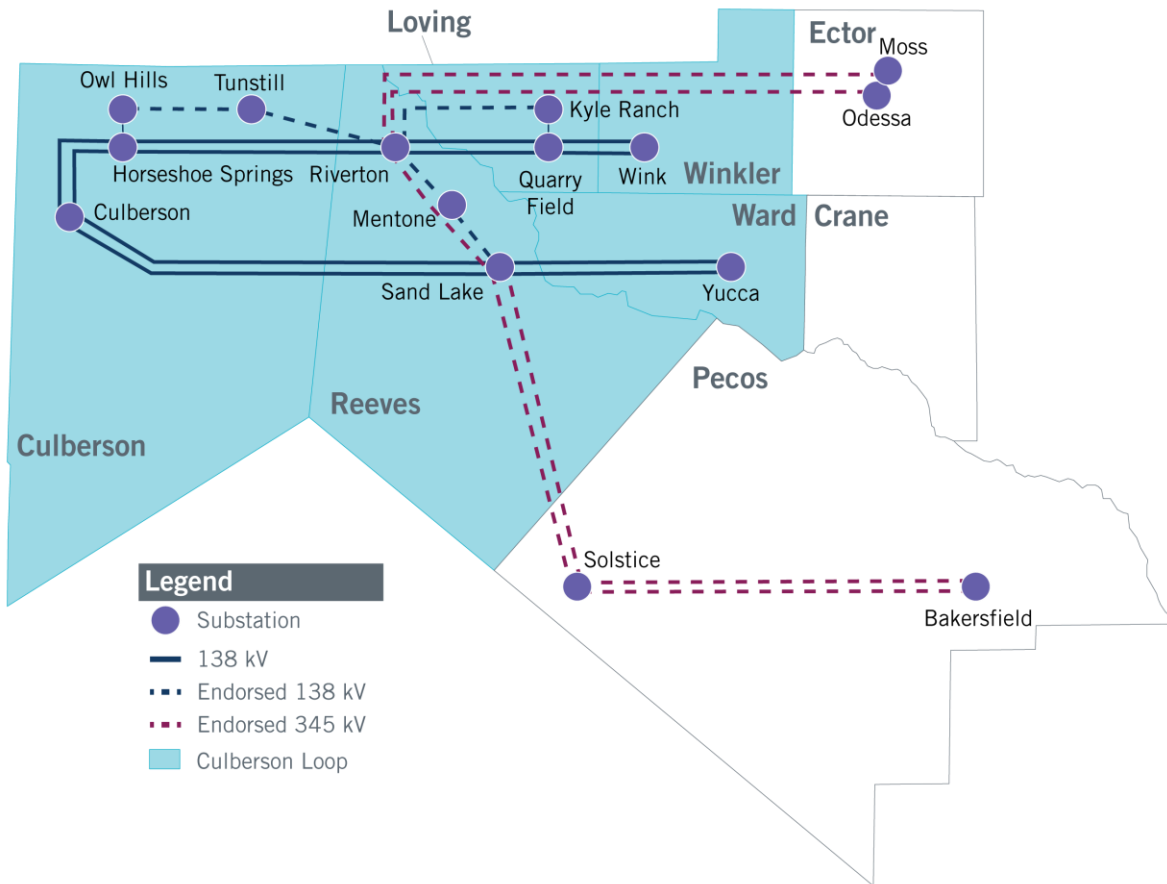 Loving
Ector
Moss
Owl Hills
Tunstill
Kyle Ranch
Odessa
Horseshoe Springs
Riverton
Quarry
Field
Wink
Winkler
Culberson
Mentone
Ward
Crane
Sand Lake
Yucca
Pecos
Reeves
Culberson
Solstice
Bakersfield
Legend
Substation
138 kV
Endorsed 138 kV
Endorsed 345 kV
Culberson Loop